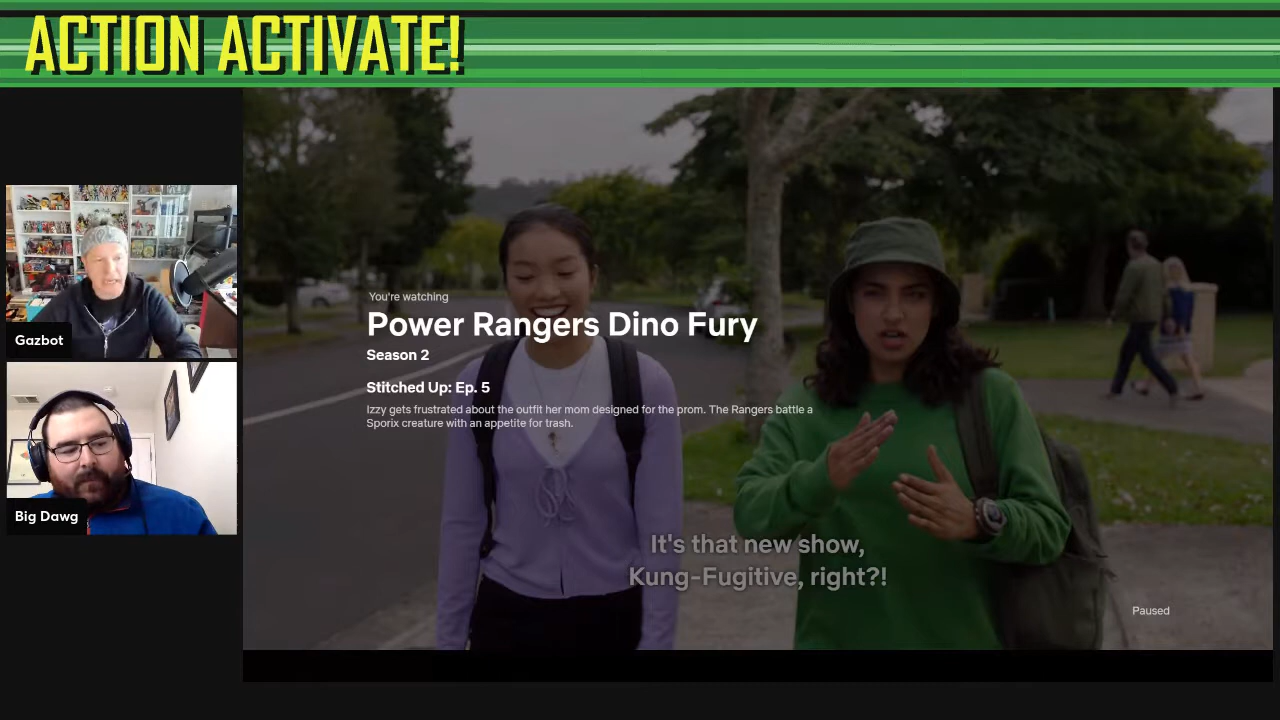 ACTION ACTIVATE!
Gazbot
Big Dawg
You're watching
Power Rangers Dino Fury
Season 2
Stitched Up: Ep. 5
Izzy gets frustrated about the outfit her mom designed for the prom. The Rangers battle a
Sporix creature with an appetite for trash.
It's that new show,
Kung-Fugitive, right?!
Paused